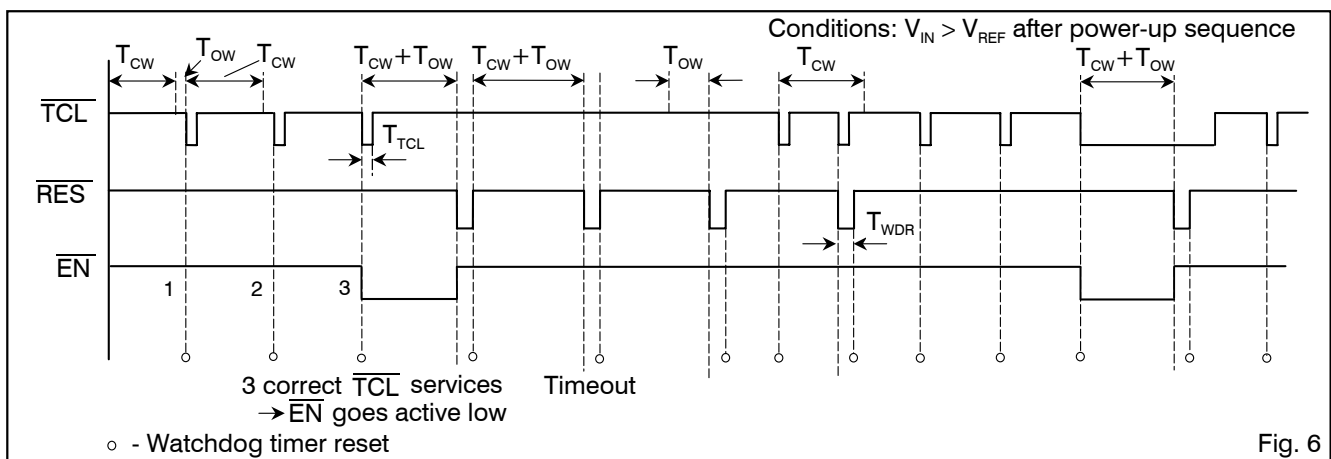 Conditions: V_IN > V_REF after power-up sequence
T_CW T_OW T_CW T_CW+T_OW T_CW+T_OW T_OW T_CW T_CW+T_OW
TCL
T_TCL
RES
T_WDR
EN
1 2 3
3 correct TCL services Timeout
→ EN goes active low
o - Watchdog timer reset
Fig. 6